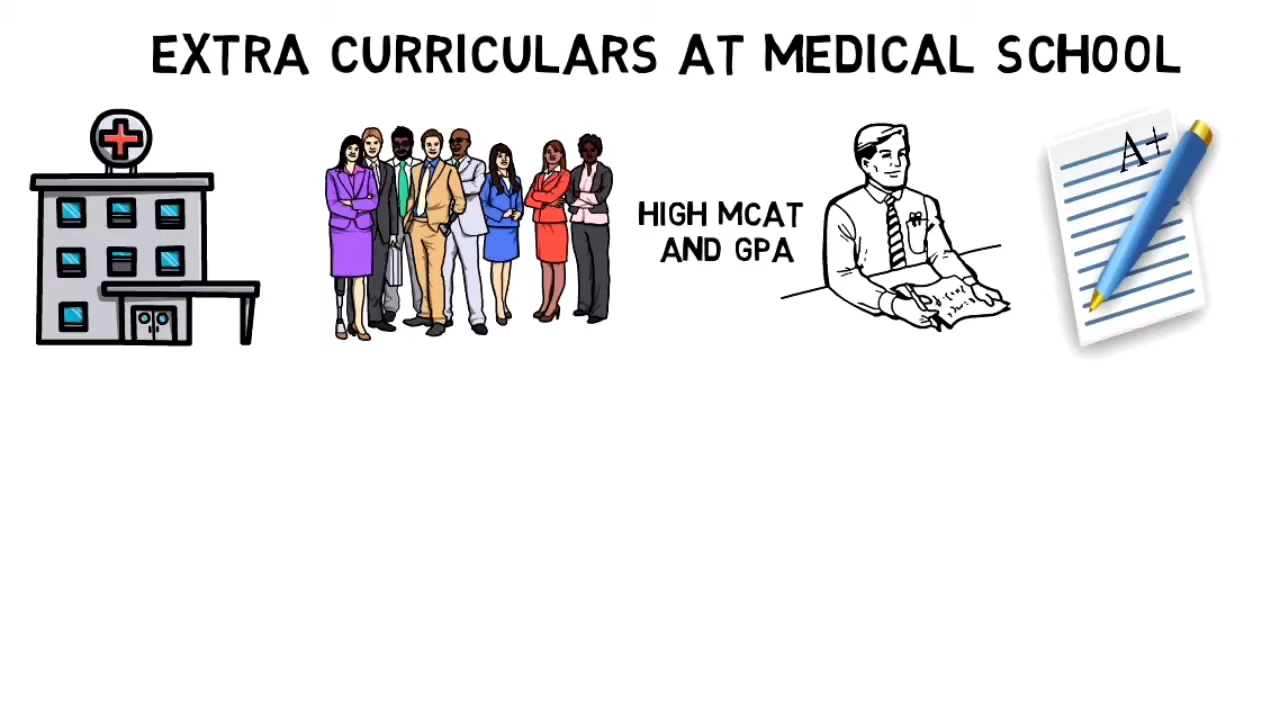 EXTRA CURRICULARS AT MEDICAL SCHOOL
HIGH MCAT
AND GPA
A+